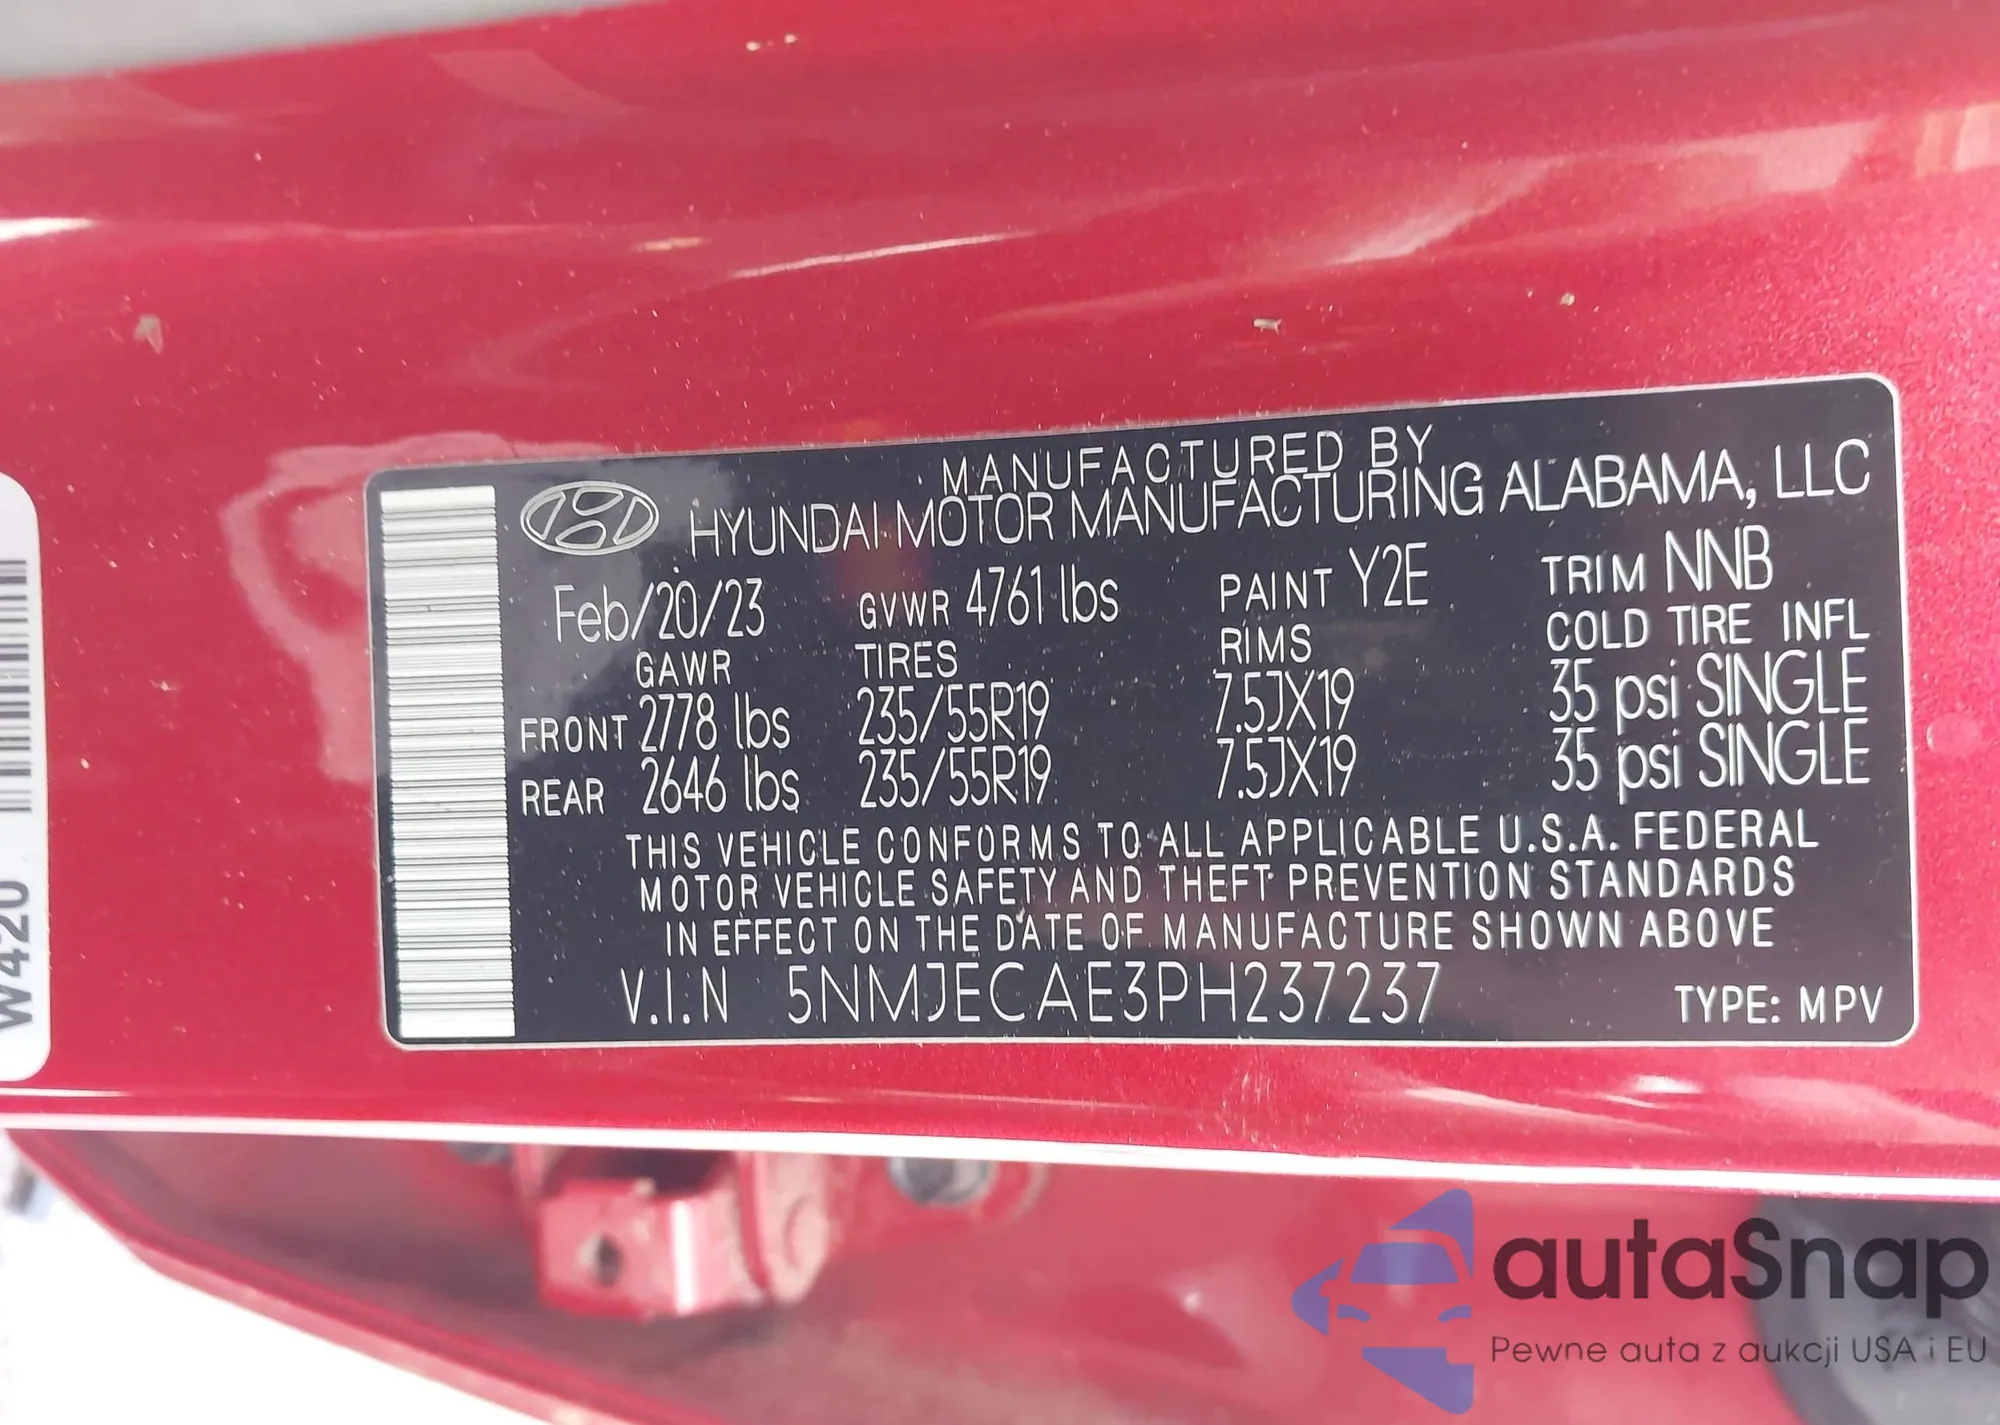 MANUFACTURED BY
HYUNDAI MOTOR MANUFACTURING ALABAMA, LLC
Feb/20/23 GVWR 4761 lbs PAINT Y2E TRIM NNB
GAWR TIRES RIMS COLD TIRE INFL
FRONT 2778 lbs 235/55R19 7.5JX19 35 psi SINGLE
REAR 2646 lbs 235/55R19 7.5JX19 35 psi SINGLE
THIS VEHICLE CONFORMS TO ALL APPLICABLE U.S.A. FEDERAL
MOTOR VEHICLE SAFETY AND THEFT PREVENTION STANDARDS
IN EFFECT ON THE DATE OF MANUFACTURE SHOWN ABOVE
V.I.N 5NMJECAE3PH237237 TYPE: MPV
W420
autaSnap
Pewne auta z aukcji USA i EU